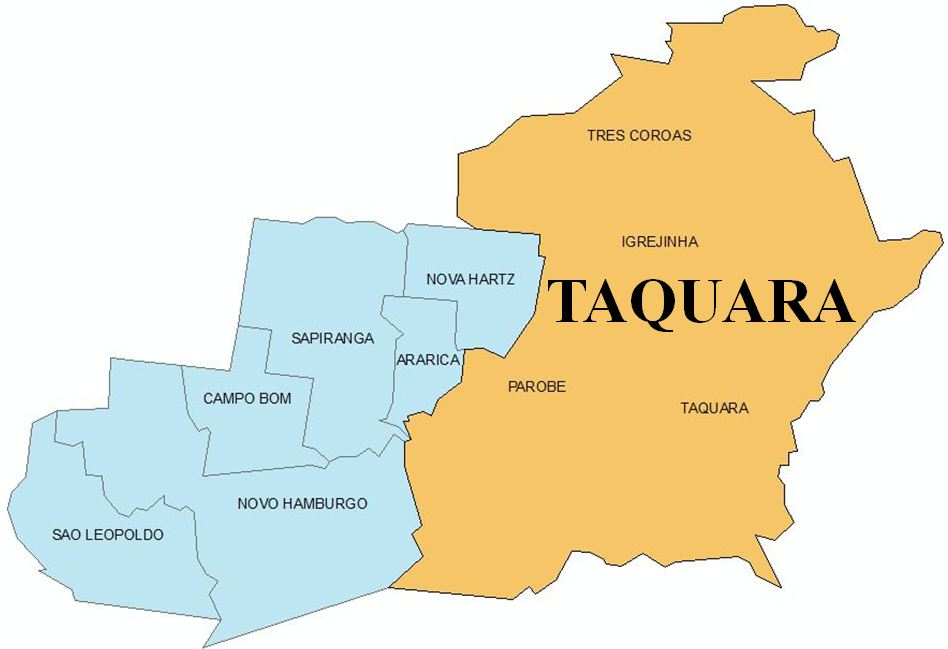 TRES COROAS
IGREJINHA
NOVA HARTZ
TAQUARA
SAPIRANGA
ARARICA
PAROBE
CAMPO BOM
TAQUARA
NOVO HAMBURGO
SAO LEOPOLDO